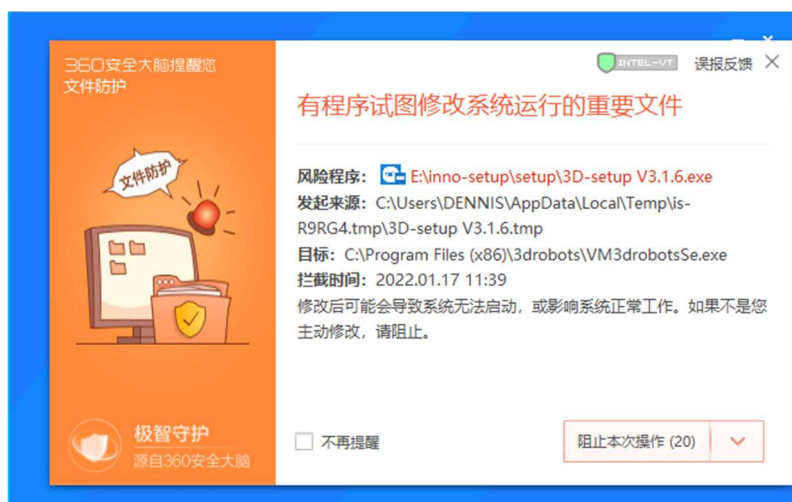 360安全大脑提醒您
文件防护
INTEL-VT 误报反馈
有程序试图修改系统运行的重要文件
文件防护
风险程序： E:\inno-setup\setup\3D-setup V3.1.6.exe
发起来源：C:\Users\DENNIS\AppData\Local\Temp\is-
R9RG4.tmp\3D-setup V3.1.6.tmp
目标：C:\Program Files (x86)\3drobots\VM3drobotsSe.exe
拦截时间：2022.01.17 11:39
修改后可能会导致系统无法启动，或影响系统正常工作。如果不是您
主动修改，请阻止。
极智守护
源自360安全大脑
不再提醒
阻止本次操作 (20)